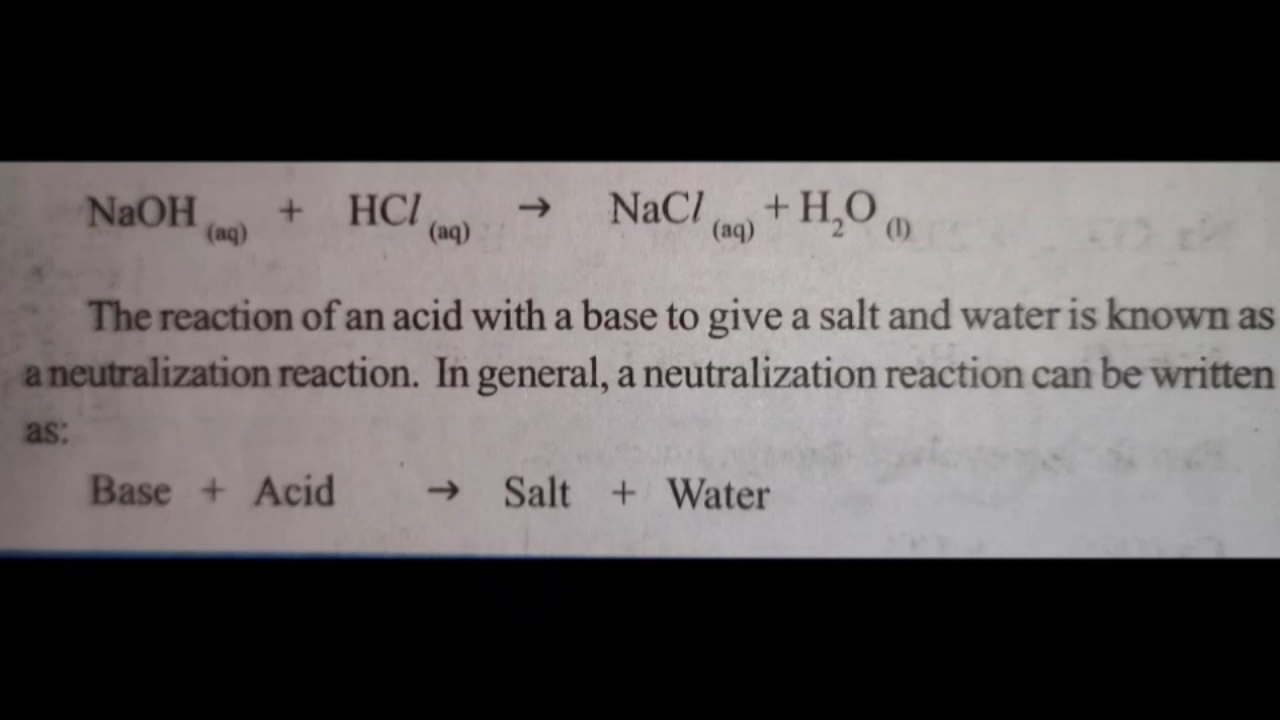 NaOH (aq) + HCl (aq) → NaCl (aq) + H₂O (l)
The reaction of an acid with a base to give a salt and water is known as
a neutralization reaction. In general, a neutralization reaction can be written
as:
Base + Acid → Salt + Water